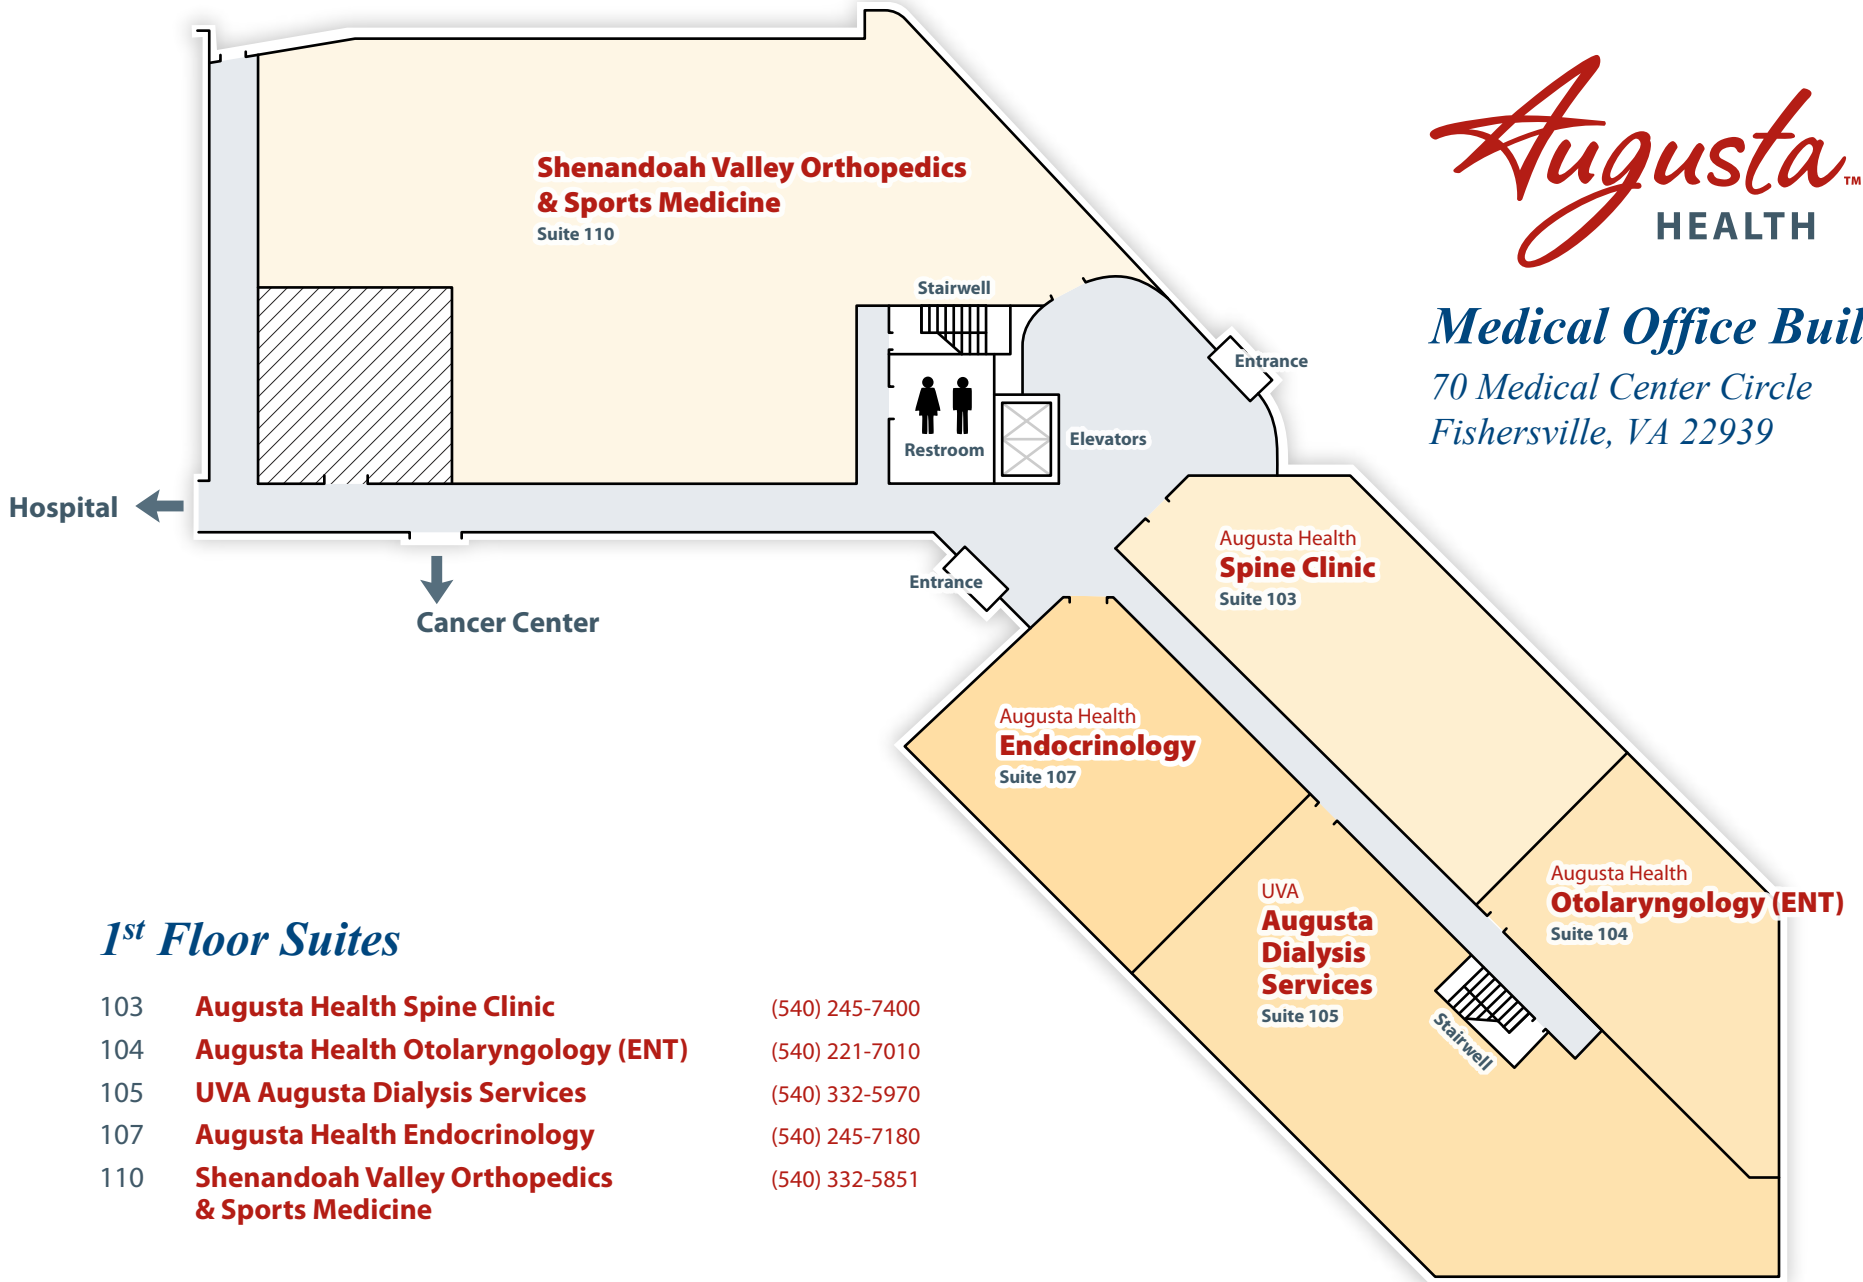 Augusta™
HEALTH
Medical Office Buil
70 Medical Center Circle
Fishersville, VA 22939
Shenandoah Valley Orthopedics
& Sports Medicine
Suite 110
Stairwell
Entrance
Elevators
Restroom
Hospital
Cancer Center
Entrance
Augusta Health
Spine Clinic
Suite 103
Augusta Health
Endocrinology
Suite 107
Augusta Health
Otolaryngology (ENT)
Suite 104
UVA
Augusta
Dialysis
Services
Suite 105
Stairwell
1st Floor Suites
103 Augusta Health Spine Clinic (540) 245-7400
104 Augusta Health Otolaryngology (ENT) (540) 221-7010
105 UVA Augusta Dialysis Services (540) 332-5970
107 Augusta Health Endocrinology (540) 245-7180
110 Shenandoah Valley Orthopedics (540) 332-5851
& Sports Medicine